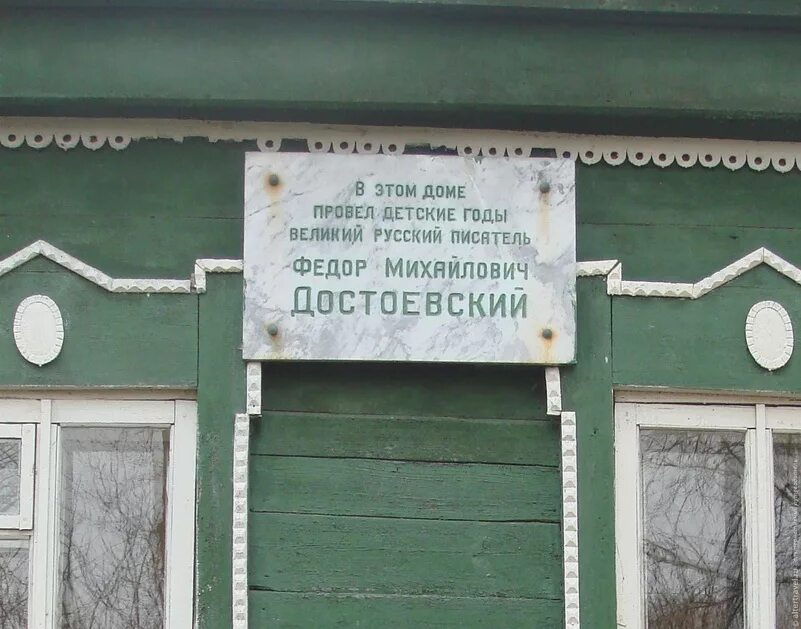 В ЭТОМ ДОМЕ
ПРОВЕЛ ДЕТСКИЕ ГОДЫ
ВЕЛИКИЙ РУССКИЙ ПИСАТЕЛЬ
ФЕДОР МИХАЙЛОВИЧ
ДОСТОЕВСКИЙ